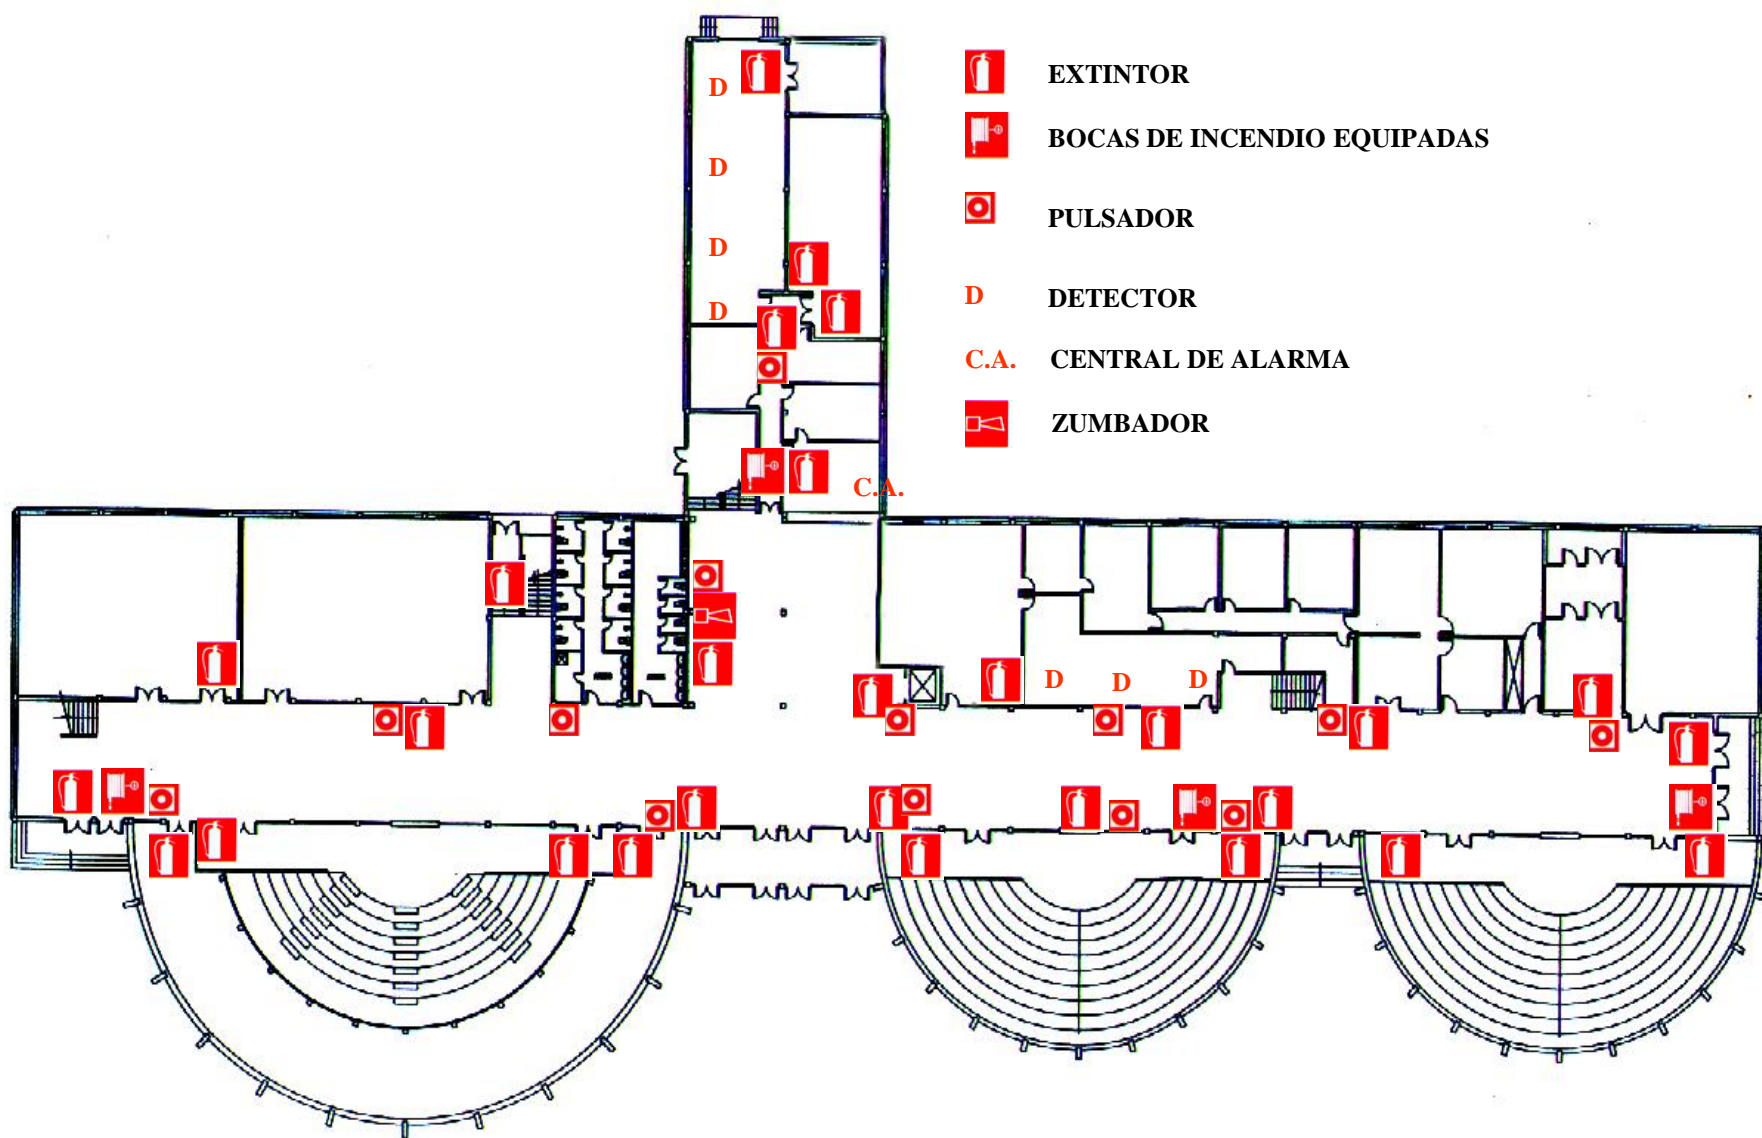 D
EXTINTOR
D
BOCAS DE INCENDIO EQUIPADAS
D
PULSADOR
D
D DETECTOR
C.A. CENTRAL DE ALARMA
ZUMBADOR
C.A.
D D D